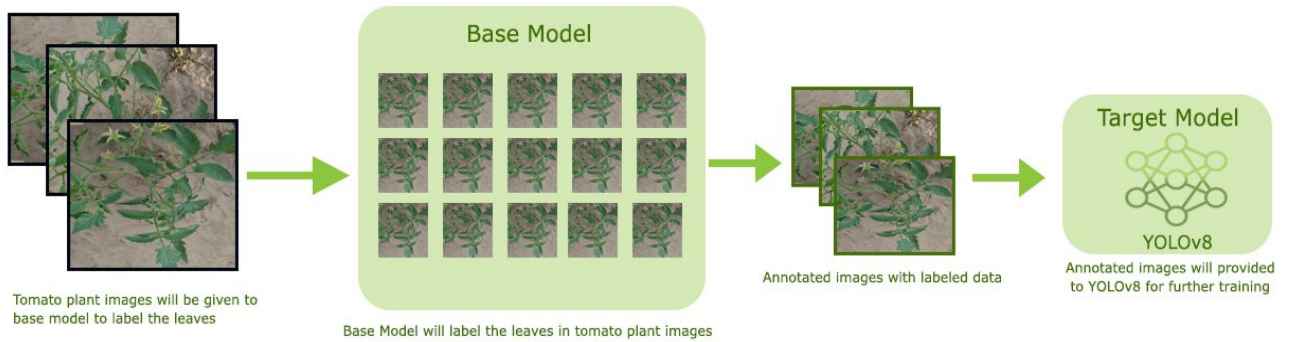 Base Model
Target Model
YOLOv8
Tomato plant images will be given to
base model to label the leaves
Base Model will label the leaves in tomato plant images
Annotated images with labeled data
Annotated images will provided
to YOLOv8 for further training